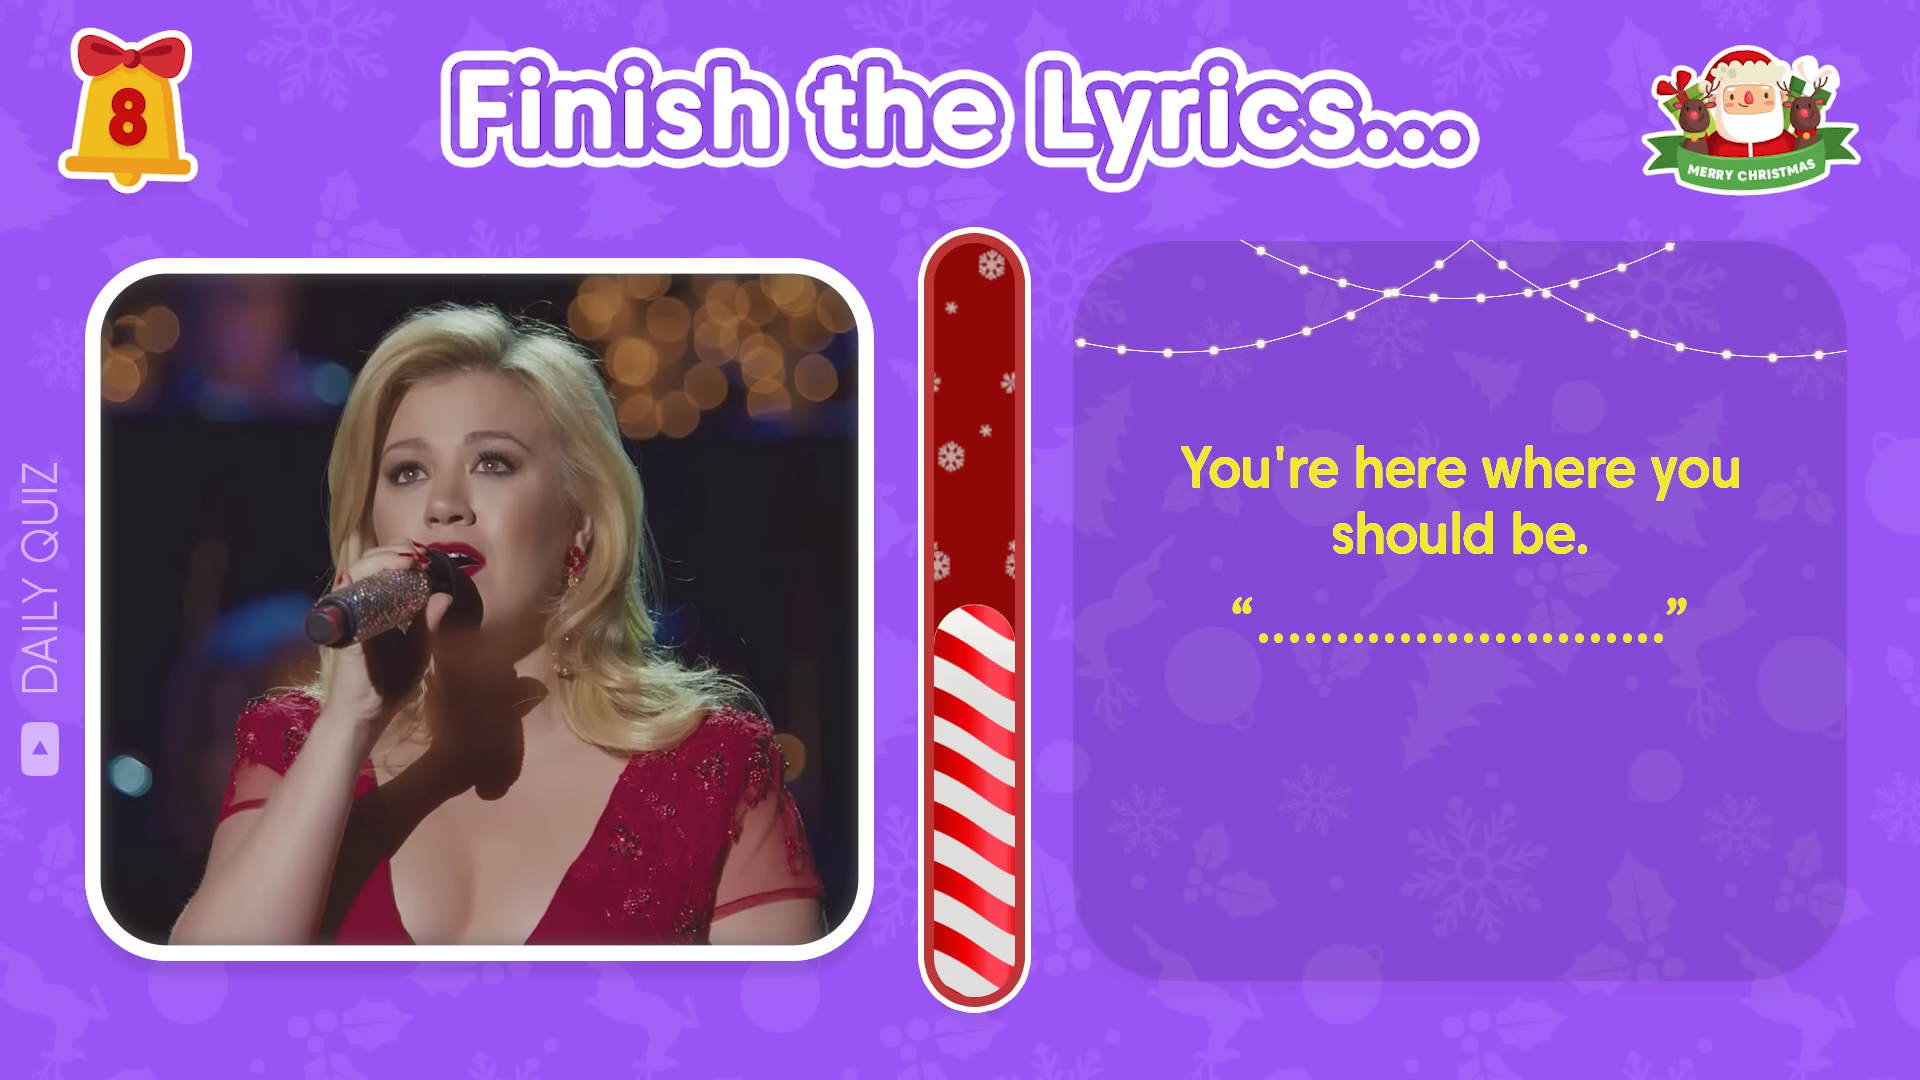 8
Finish the Lyrics...
MERRY CHRISTMAS
DAILY QUIZ
You're here where you
should be.
“..........................”